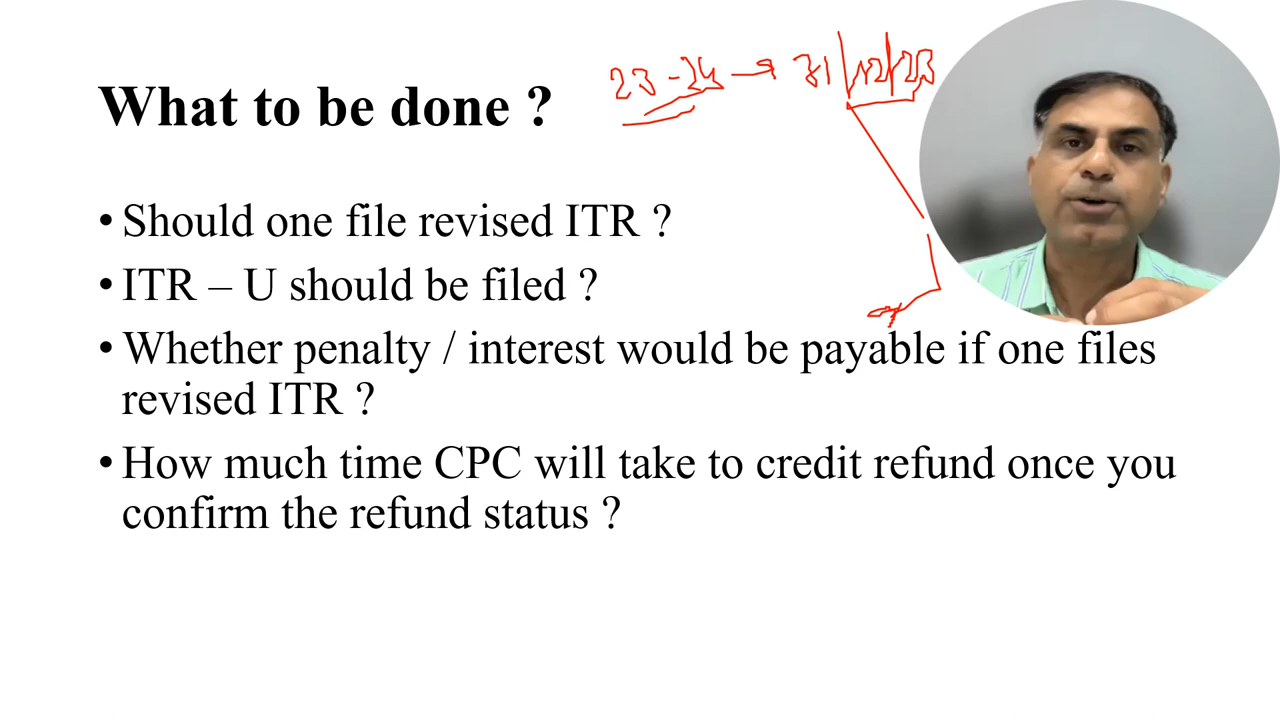 23-24 → 31/12/23
What to be done ?
• Should one file revised ITR ?
• ITR – U should be filed ?
• Whether penalty / interest would be payable if one files
revised ITR ?
• How much time CPC will take to credit refund once you
confirm the refund status ?